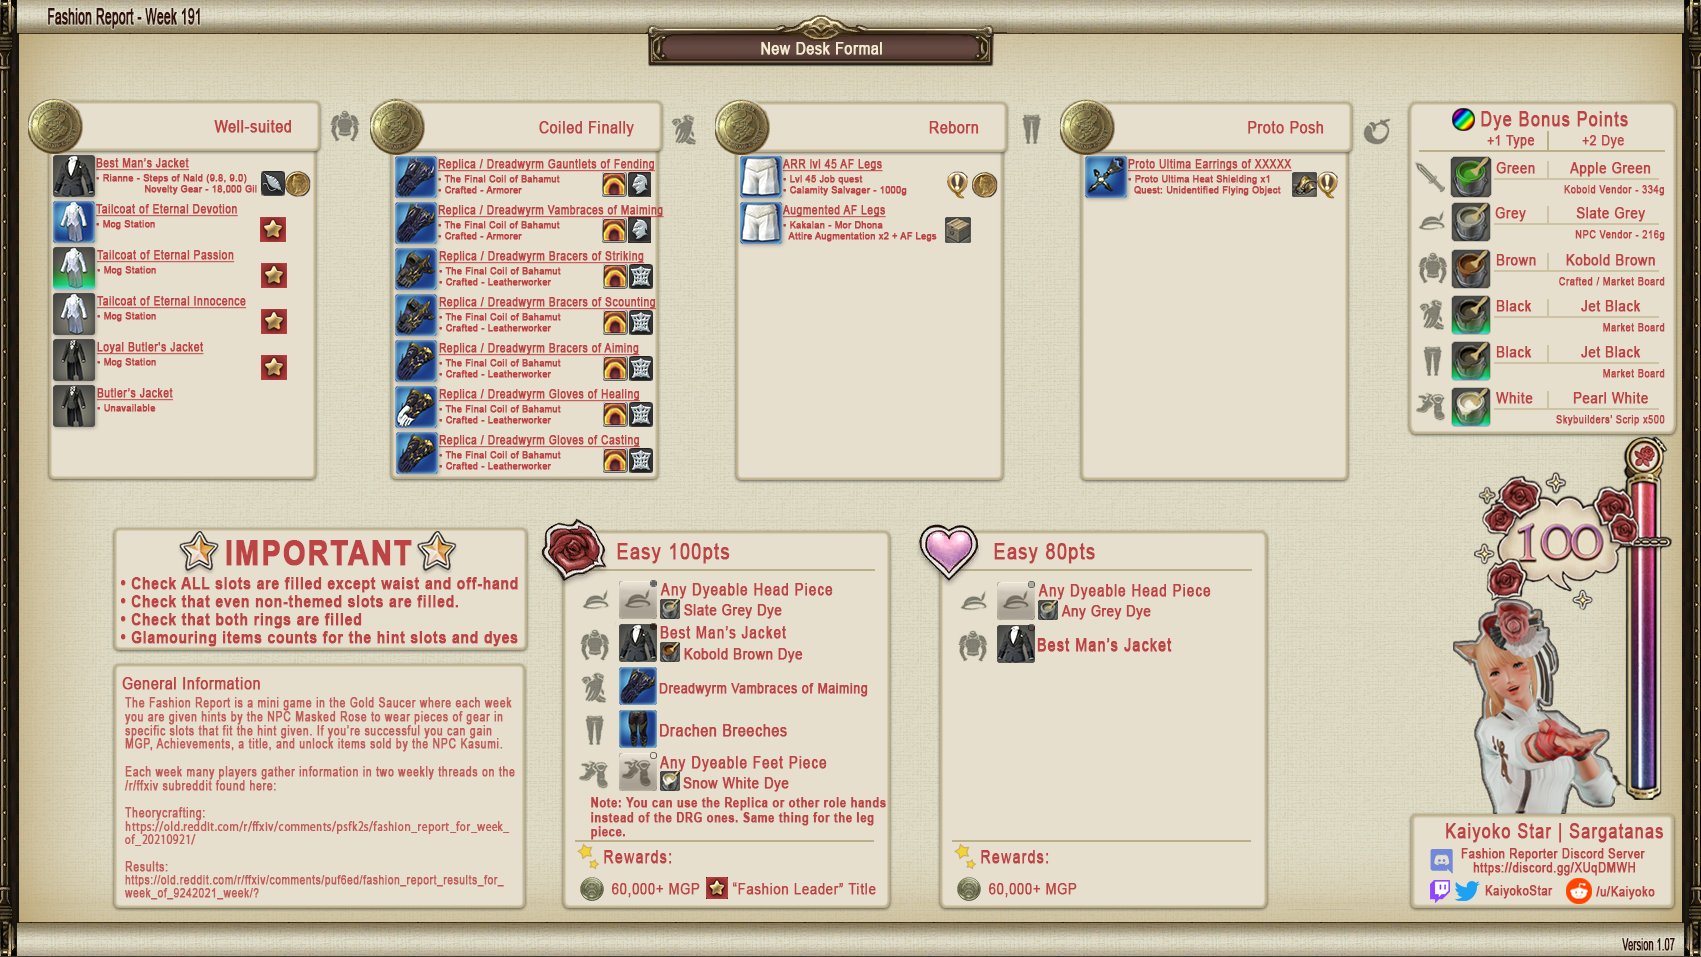 Fashion Report - Week 191
New Desk Formal
Well-suited
Best Man's Jacket
• Rianne - Steps of Nald (9.8, 9.0)
Novelty Gear - 18,000 Gil
Tailcoat of Eternal Devotion
• Mog Station
Tailcoat of Eternal Passion
• Mog Station
Tailcoat of Eternal Innocence
• Mog Station
Loyal Butler's Jacket
• Mog Station
Butler's Jacket
• Unavailable
Coiled Finally
Replica / Dreadwyrm Gauntlets of Fending
• The Final Coil of Bahamut
• Crafted - Armorer
Replica / Dreadwyrm Vambraces of Maiming
• The Final Coil of Bahamut
• Crafted - Armorer
Replica / Dreadwyrm Bracers of Striking
• The Final Coil of Bahamut
• Crafted - Leatherworker
Replica / Dreadwyrm Bracers of Scounting
• The Final Coil of Bahamut
• Crafted - Leatherworker
Replica / Dreadwyrm Bracers of Aiming
• The Final Coil of Bahamut
• Crafted - Leatherworker
Replica / Dreadwyrm Gloves of Healing
• The Final Coil of Bahamut
• Crafted - Leatherworker
Replica / Dreadwyrm Gloves of Casting
• The Final Coil of Bahamut
• Crafted - Leatherworker
Reborn
ARR lvl 45 AF Legs
• Lvl 45 Job quest
• Calamity Salvager - 1000g
Augmented AF Legs
• Kakalan - Mor Dhona
Attire Augmentation x2 + AF Legs
Proto Posh
Proto Ultima Earrings of XXXXX
• Proto Ultima Heat Shielding x1
Quest: Unidentified Flying Object
Dye Bonus Points
+1 Type +2 Dye
Green Apple Green
Kobold Vendor - 334g
Grey Slate Grey
NPC Vendor - 216g
Brown Kobold Brown
Crafted / Market Board
Black Jet Black
Market Board
Black Jet Black
Market Board
White Pearl White
Skybuilders' Scrip x500
IMPORTANT
• Check ALL slots are filled except waist and off-hand
• Check that even non-themed slots are filled.
• Check that both rings are filled
• Glamouring items counts for the hint slots and dyes
General Information
The Fashion Report is a mini game in the Gold Saucer where each week
you are given hints by the NPC Masked Rose to wear pieces of gear in
specific slots that fit the hint given. If you're successful you can gain
MGP, Achievements, a title, and unlock items sold by the NPC Kasumi.
Each week many players gather information in two weekly threads on the
/r/ffxiv subreddit found here:
Theorycrafting:
https://old.reddit.com/r/ffxiv/comments/psfk2s/fashion_report_for_week_
of_20210921/
Results:
https://old.reddit.com/r/ffxiv/comments/puf6ed/fashion_report_results_for_
week_of_9242021_week/?
Easy 100pts
Any Dyeable Head Piece
Slate Grey Dye
Best Man's Jacket
Kobold Brown Dye
Dreadwyrm Vambraces of Maiming
Drachen Breeches
Any Dyeable Feet Piece
Snow White Dye
Note: You can use the Replica or other role hands
instead of the DRG ones. Same thing for the leg
piece.
Rewards:
60,000+ MGP "Fashion Leader" Title
Easy 80pts
Any Dyeable Head Piece
Any Grey Dye
Best Man's Jacket
Rewards:
60,000+ MGP
100
Kaiyoko Star | Sargatanas
Fashion Reporter Discord Server
https://discord.gg/XUqDMWH
KaiyokoStar /u/Kaiyoko
Version 1.07